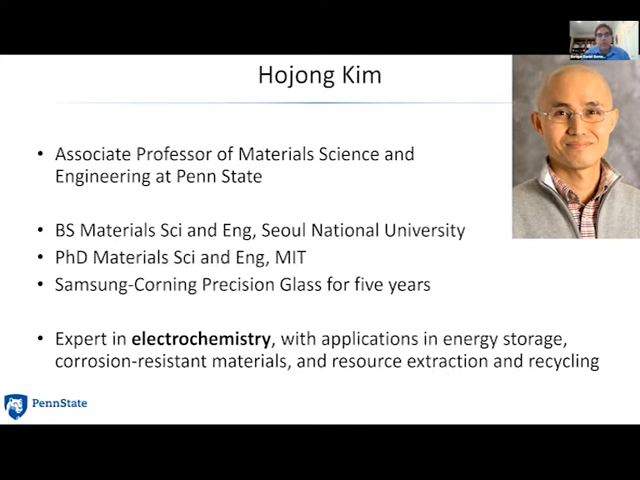 Hojong Kim
• Associate Professor of Materials Science and
Engineering at Penn State
• BS Materials Sci and Eng, Seoul National University
• PhD Materials Sci and Eng, MIT
• Samsung-Corning Precision Glass for five years
• Expert in electrochemistry, with applications in energy storage,
corrosion-resistant materials, and resource extraction and recycling
PennState